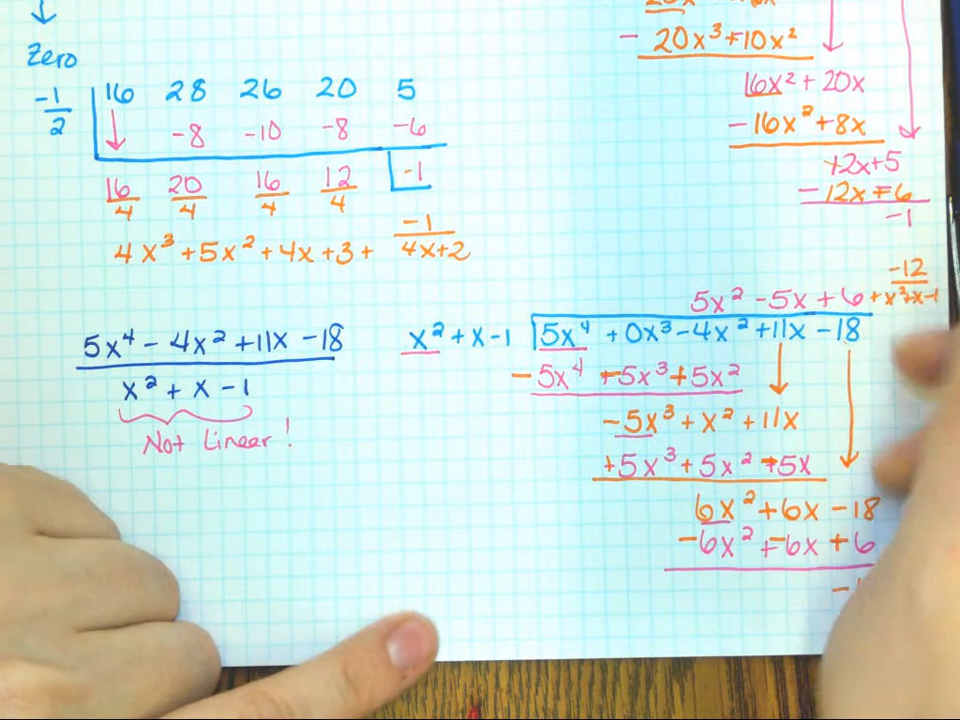 Zero
-1/2 | 16 28 26 20 5
-8 -10 -8 -6
16/4 20/4 16/4 12/4 | -1
4x³ + 5x² + 4x + 3 + -1/(4x+2)
- 20x³ + 10x²
16x² + 20x
- 16x² + 8x
12x + 5
- 12x + 6
-1
5x⁴ - 4x² + 11x - 18
x² + x - 1
Not Linear!
5x² - 5x + 6 + -12/(x²+x-1)
x² + x - 1 | 5x⁴ + 0x³ - 4x² + 11x - 18
- 5x⁴ - 5x³ + 5x²
- 5x³ + x² + 11x
+ 5x³ + 5x² - 5x
6x² + 6x - 18
- 6x² - 6x + 6